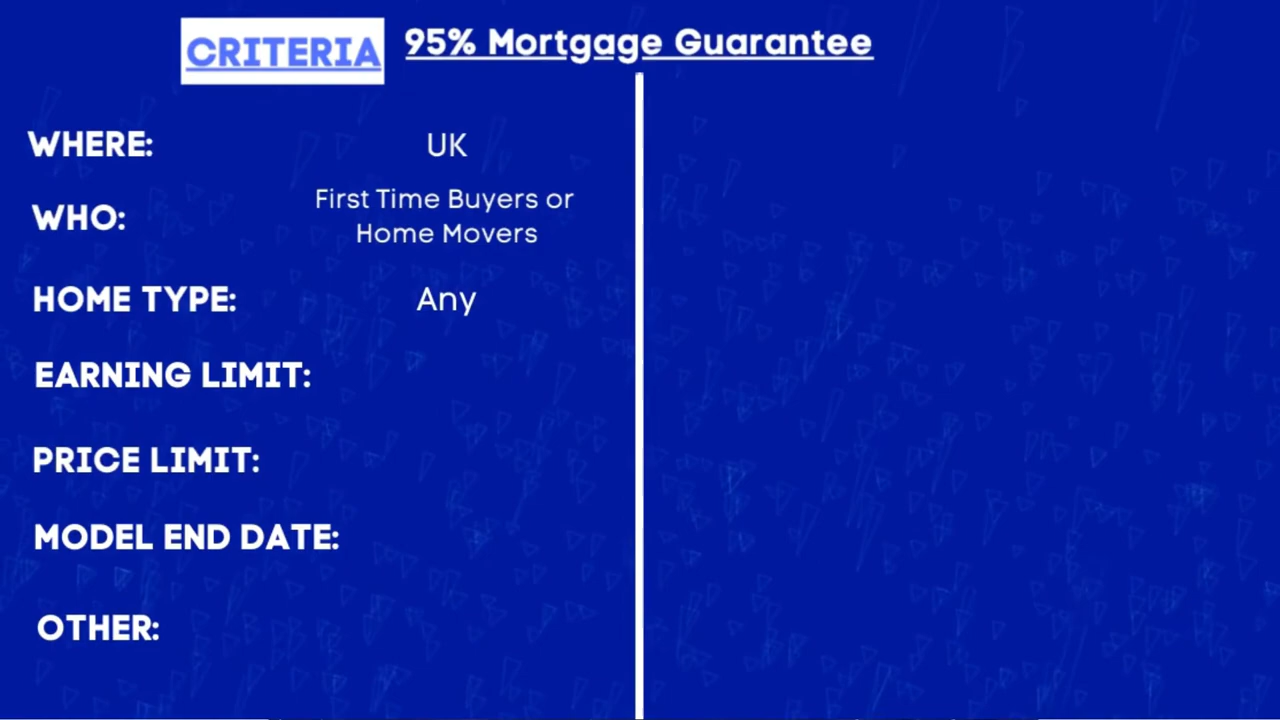 CRITERIA
95% Mortgage Guarantee
WHERE:
UK
WHO:
First Time Buyers or
Home Movers
HOME TYPE:
Any
EARNING LIMIT:
PRICE LIMIT:
MODEL END DATE:
OTHER: